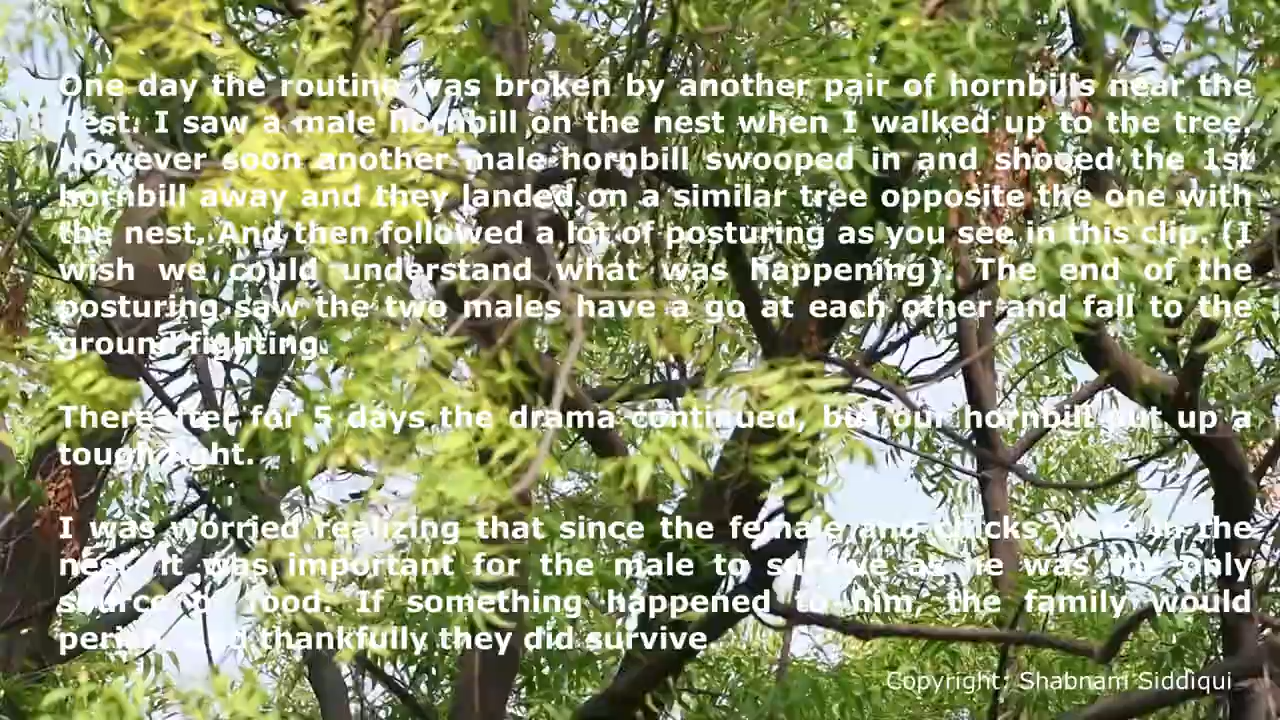 One day the routine was broken by another pair of hornbills near the
nest. I saw a male hornbill on the nest when I walked up to the tree.
However soon another male hornbill swooped in and shoved the 1st
hornbill away and they landed on a similar tree opposite the one with
the nest. And then followed a lot of posturing as you see in this clip. (I
wish we could understand what was happening). The end of the
posturing saw the two males have a go at each other and fall to the
ground fighting.
Thereafter for 5 days the drama continued, but our hornbill put up a
tough fight.
I was worried realizing that since the female and chicks were in the
nest it was important for the male to survive as he was the only
source of food. If something happened to him, the family would
perish and thankfully they did survive.
Copyright: Shabnam Siddiqui